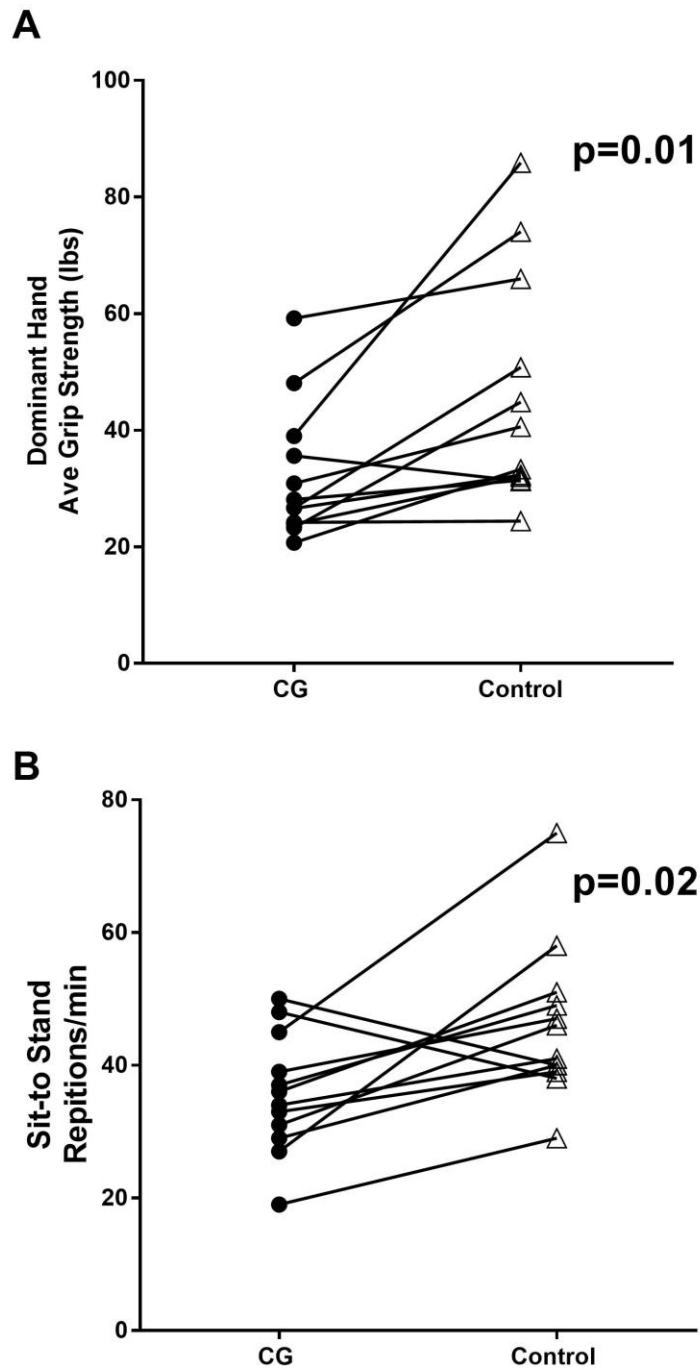 A
100
p=0.01
80
60
40
20
0
Dominant Hand
Ave Grip Strength (lbs)
CG Control
B
80
p=0.02
60
40
20
0
Sit-to Stand
Repitions/min
CG Control